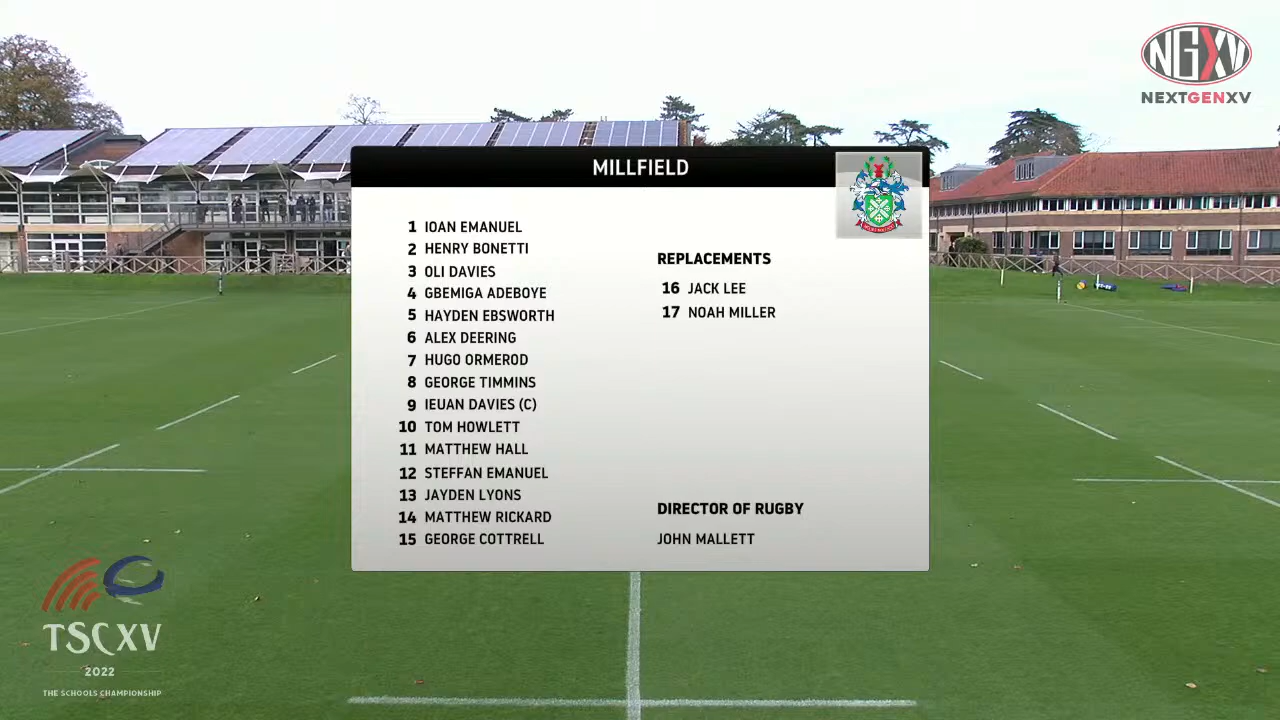 NGXV
NEXTGENXV
MILLFIELD
1 IOAN EMANUEL
2 HENRY BONETTI
3 OLI DAVIES
4 GBEMIGA ADEBOYE
5 HAYDEN EBSWORTH
6 ALEX DEERING
7 HUGO ORMEROD
8 GEORGE TIMMINS
9 IEUAN DAVIES (C)
10 TOM HOWLETT
11 MATTHEW HALL
12 STEFFAN EMANUEL
13 JAYDEN LYONS
14 MATTHEW RICKARD
15 GEORGE COTTRELL
REPLACEMENTS
16 JACK LEE
17 NOAH MILLER
DIRECTOR OF RUGBY
JOHN MALLETT
TSCXV
2022
THE SCHOOLS CHAMPIONSHIP